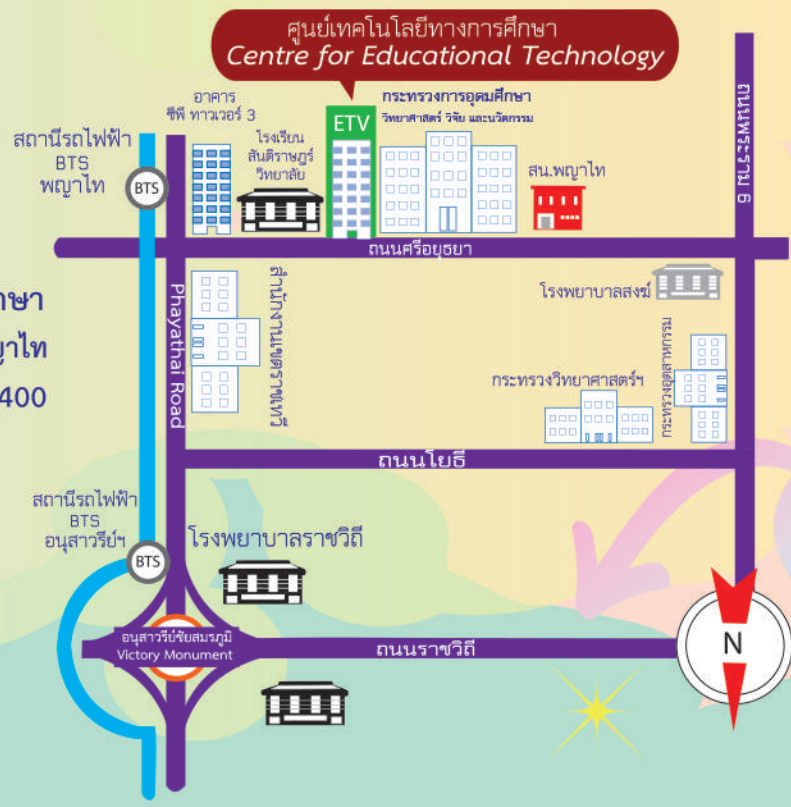 ศูนย์เทคโนโลยีทางการศึกษา
Centre for Educational Technology
อาคาร
ซีพี ทาวเวอร์ 3
โรงเรียน
สันติราษฎร์
วิทยาลัย
ETV
กระทรวงการอุดมศึกษา
วิทยาศาสตร์ วิจัย และนวัตกรรม
สน.พญาไท
ถนนพระราม 6
สถานีรถไฟฟ้า
BTS
พญาไท
BTS
ถนนศรีอยุธยา
Phayathai Road
สำนักงานเขตราชเทวี
โรงพยาบาลสงฆ์
กระทรวงวิทยาศาสตร์ฯ
กระทรวงอุตสาหกรรม
400
ถนนโยธี
สถานีรถไฟฟ้า
BTS
อนุสาวรีย์ฯ
BTS
โรงพยาบาลราชวิถี
อนุสาวรีย์ชัยสมรภูมิ
Victory Monument
ถนนราชวิถี
N